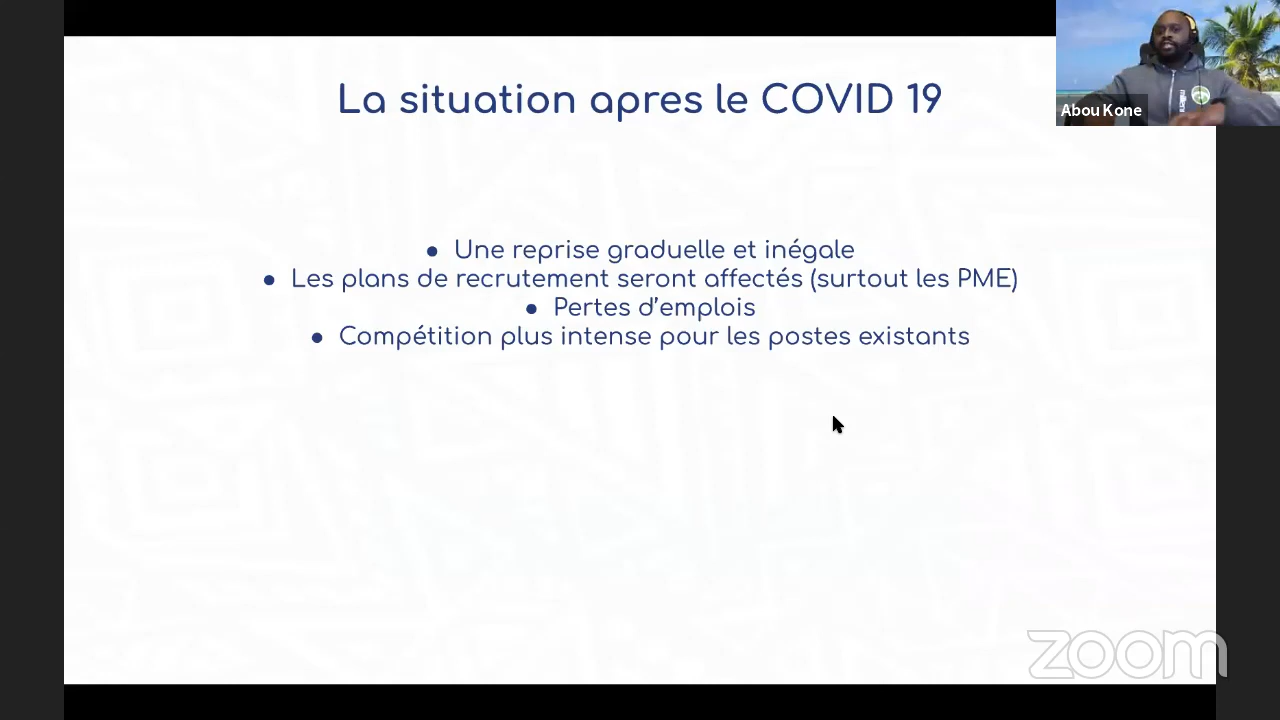 La situation apres le COVID 19
Abou Kone
● Une reprise graduelle et inégale
● Les plans de recrutement seront affectés (surtout les PME)
● Pertes d'emplois
● Compétition plus intense pour les postes existants
zoom